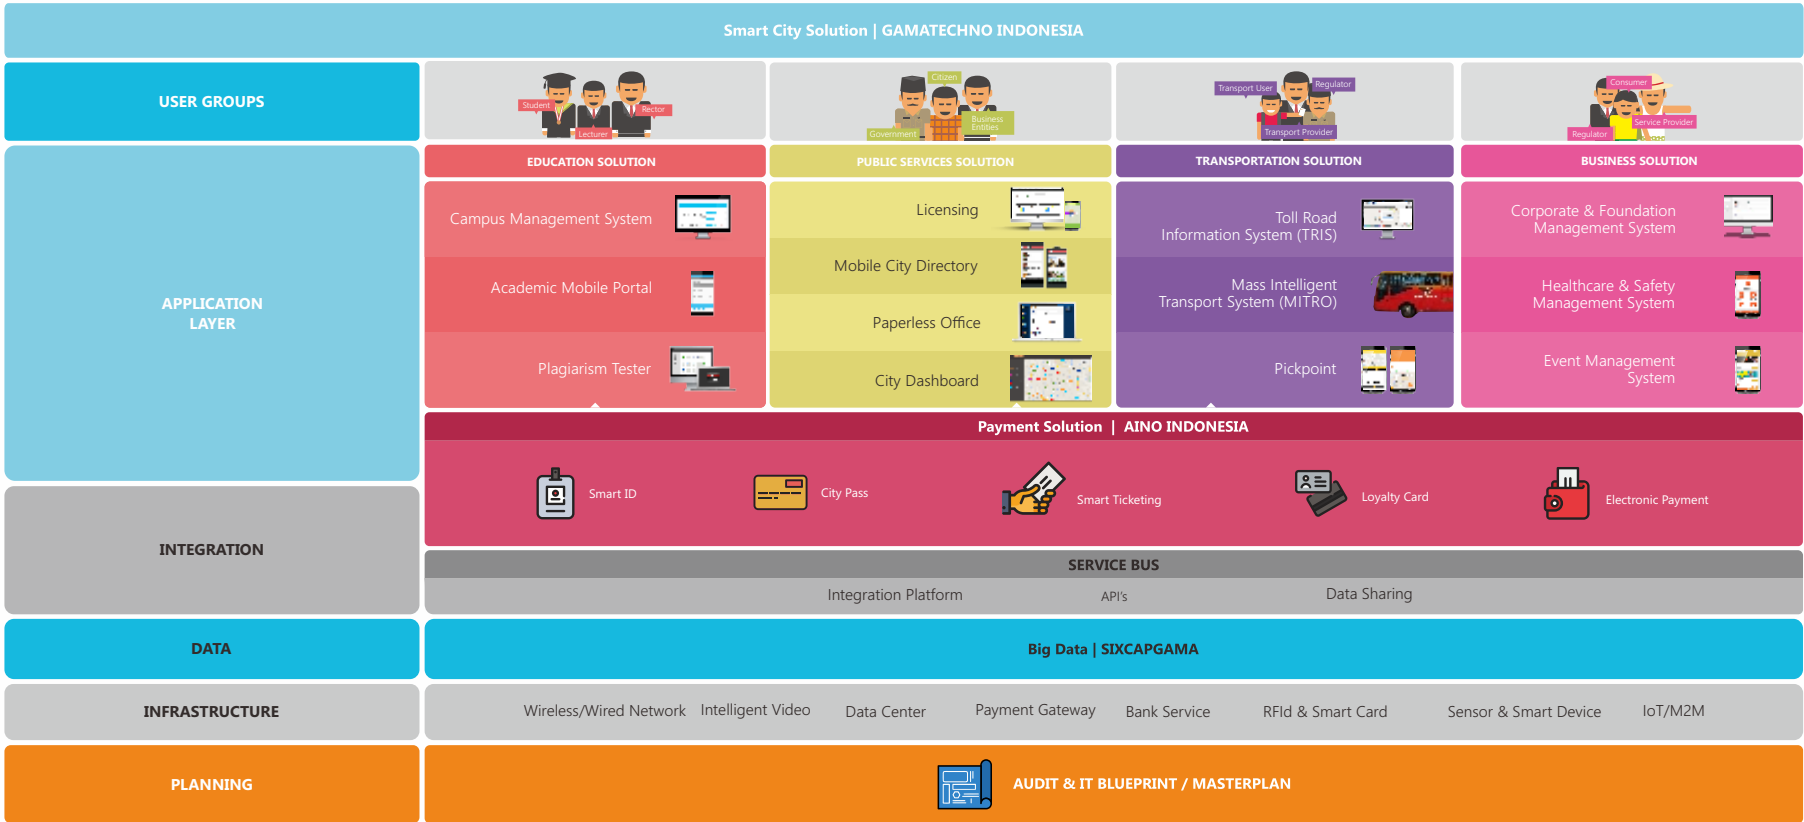 Smart City Solution | GAMATECHNO INDONESIA
USER GROUPS
Student
Lecturer
Rector
Citizen
Government
Business
Entities
Transport User
Regulator
Transport Provider
Consumer
Service Provider
Regulator
APPLICATION
LAYER
EDUCATION SOLUTION
Campus Management System
Academic Mobile Portal
Plagiarism Tester
PUBLIC SERVICES SOLUTION
Licensing
Mobile City Directory
Paperless Office
City Dashboard
TRANSPORTATION SOLUTION
Toll Road
Information System (TRIS)
Mass Intelligent
Transport System (MITRO)
Pickpoint
BUSINESS SOLUTION
Corporate & Foundation
Management System
Healthcare & Safety
Management System
Event Management
System
Payment Solution | AINO INDONESIA
Smart ID
City Pass
Smart Ticketing
Loyalty Card
Electronic Payment
INTEGRATION
SERVICE BUS
Integration Platform
API's
Data Sharing
DATA
Big Data | SIXCAPGAMA
INFRASTRUCTURE
Wireless/Wired Network
Intelligent Video
Data Center
Payment Gateway
Bank Service
RFId & Smart Card
Sensor & Smart Device
IoT/M2M
PLANNING
AUDIT & IT BLUEPRINT / MASTERPLAN